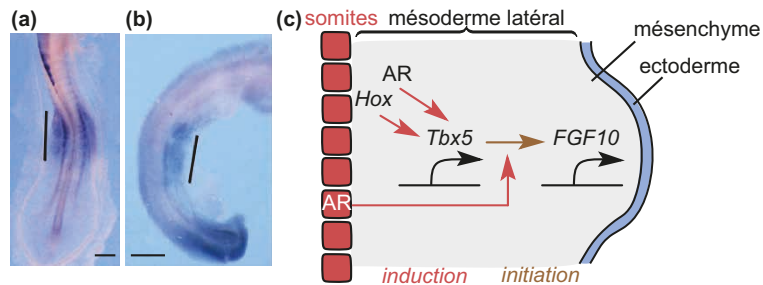 (a) (b) (c) somites mésoderme latéral
mésenchyme
ectoderme
AR
Hox
Tbx5 FGF10
AR
induction initiation